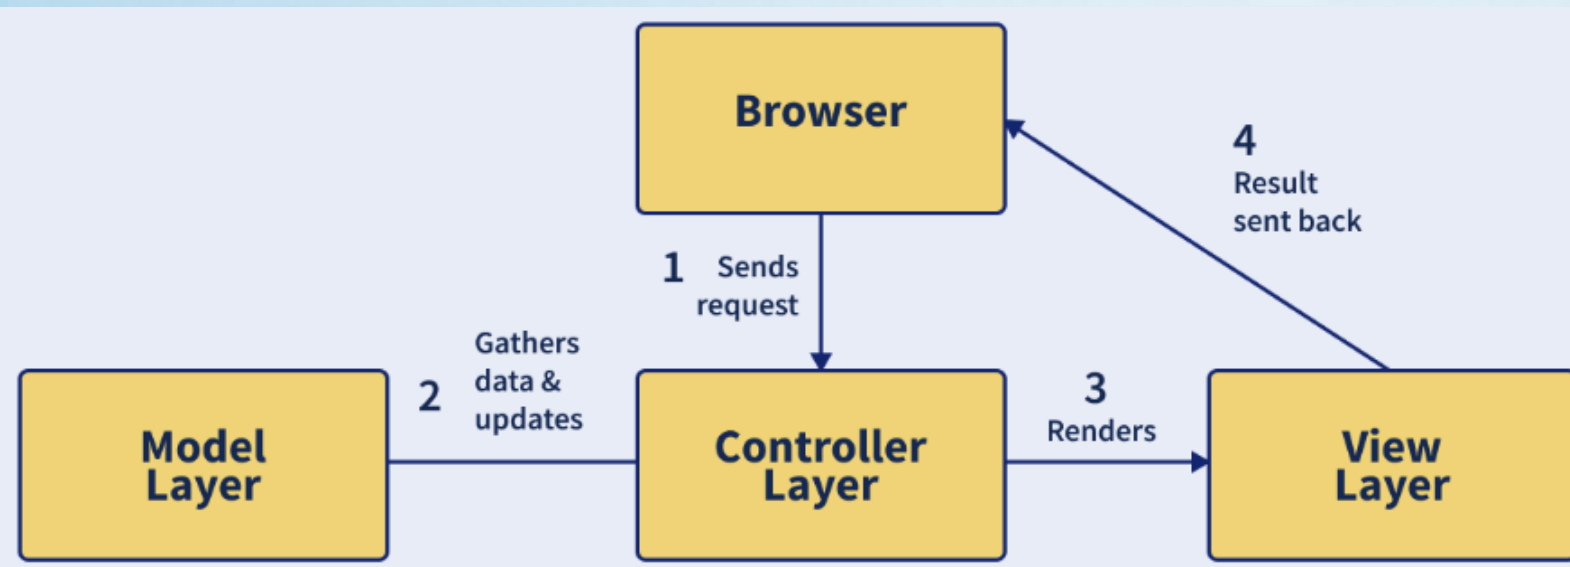 Browser
4
Result
sent back
1 Sends
request
Gathers
2 data &
updates
3
Renders
Model
Layer
Controller
Layer
View
Layer